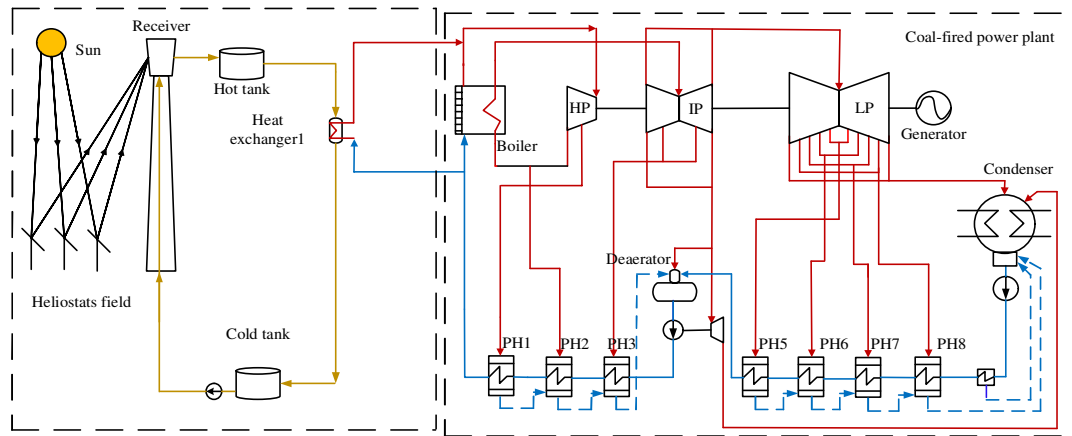 Receiver
Sun
Hot tank
Heat
exchanger1
Heliostats field
Cold tank
Coal-fired power plant
HP
IP
LP
Boiler
Generator
Condenser
Deaerator
PH1
PH2
PH3
PH5
PH6
PH7
PH8